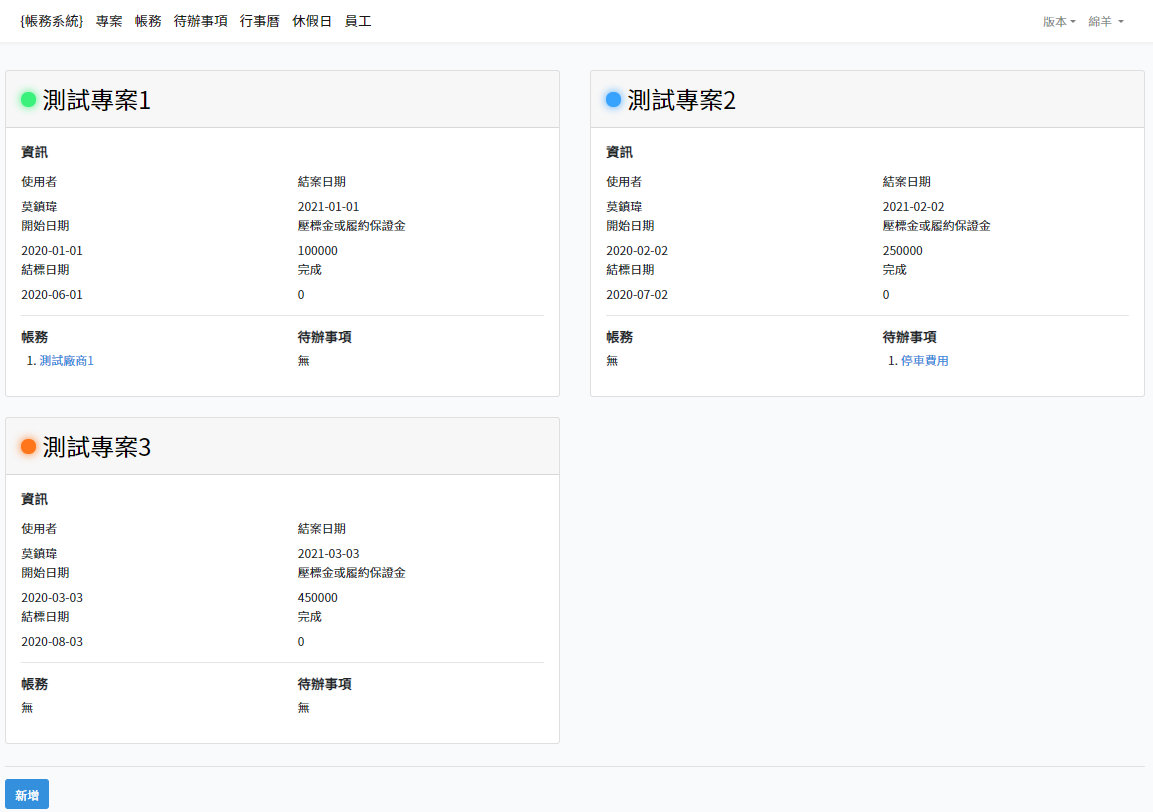 {帳務系統} 專案 帳務 待辦事項 行事曆 休假日 員工 版本 綿羊
測試專案1
資訊
使用者 結案日期
莫鎮瑋 2021-01-01
開始日期 壓標金或履約保證金
2020-01-01 100000
結標日期 完成
2020-06-01 0
帳務 待辦事項
1. 測試廠商1 無
測試專案2
資訊
使用者 結案日期
莫鎮瑋 2021-02-02
開始日期 壓標金或履約保證金
2020-02-02 250000
結標日期 完成
2020-07-02 0
帳務 待辦事項
無 1. 停車費用
測試專案3
資訊
使用者 結案日期
莫鎮瑋 2021-03-03
開始日期 壓標金或履約保證金
2020-03-03 450000
結標日期 完成
2020-08-03 0
帳務 待辦事項
無 無
新增